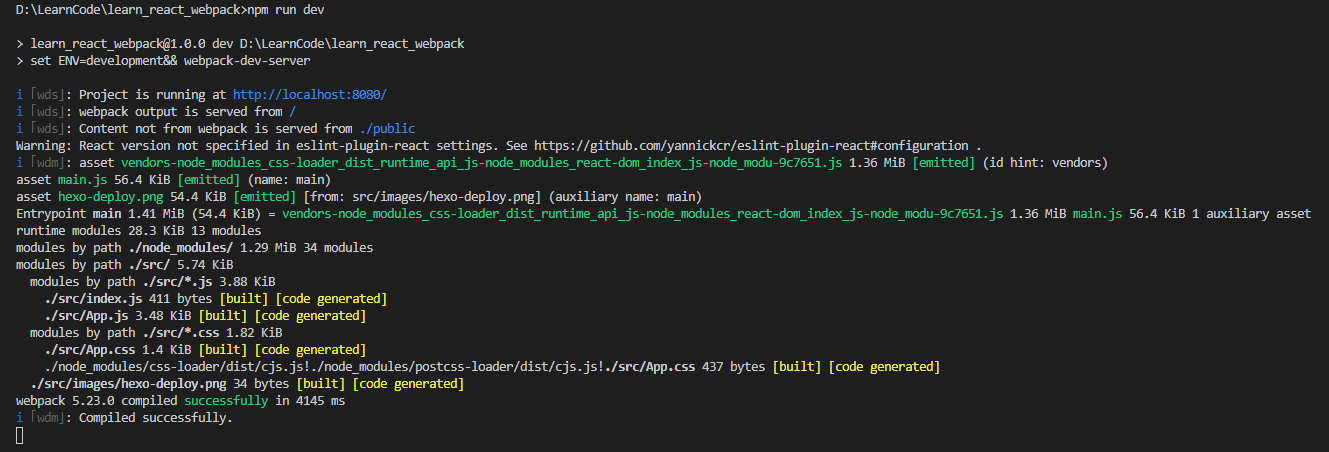 D:\LearnCode\learn_react_webpack>npm run dev
> learn_react_webpack@1.0.0 dev D:\LearnCode\learn_react_webpack
> set ENV=development&& webpack-dev-server
i ｢wds｣: Project is running at http://localhost:8080/
i ｢wds｣: webpack output is served from /
i ｢wds｣: Content not from webpack is served from ./public
Warning: React version not specified in eslint-plugin-react settings. See https://github.com/yannickcr/eslint-plugin-react#configuration .
i ｢wdm｣: asset vendors-node_modules_css-loader_dist_runtime_api_js-node_modules_react-dom_index_js-node_modu-9c7651.js 1.36 MiB [emitted] (id hint: vendors)
asset main.js 56.4 KiB [emitted] (name: main)
asset hexo-deploy.png 54.4 KiB [emitted] [from: src/images/hexo-deploy.png] (auxiliary name: main)
Entrypoint main 1.41 MiB (54.4 KiB) = vendors-node_modules_css-loader_dist_runtime_api_js-node_modules_react-dom_index_js-node_modu-9c7651.js 1.36 MiB main.js 56.4 KiB 1 auxiliary asset
runtime modules 28.3 KiB 13 modules
modules by path ./node_modules/ 1.29 MiB 34 modules
modules by path ./src/ 5.74 KiB
modules by path ./src/*.js 3.88 KiB
./src/index.js 411 bytes [built] [code generated]
./src/App.js 3.48 KiB [built] [code generated]
modules by path ./src/*.css 1.82 KiB
./src/App.css 1.4 KiB [built] [code generated]
./node_modules/css-loader/dist/cjs.js!./node_modules/postcss-loader/dist/cjs.js!./src/App.css 437 bytes [built] [code generated]
./src/images/hexo-deploy.png 34 bytes [built] [code generated]
webpack 5.23.0 compiled successfully in 4145 ms
i ｢wdm｣: Compiled successfully.